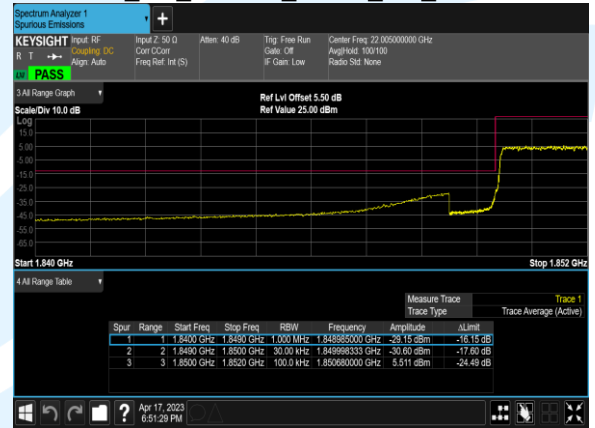 Spectrum Analyzer 1
Spurious Emissions
+
KEYSIGHT Input: RF Input Z: 50 Ω Atten: 40 dB Trig: Free Run Center Freq: 22.005000000 GHz
R T Coupling: DC Corr CCorr Gate: Off Avg|Hold: 100/100
Align: Auto Freq Ref: Int (S) IF Gain: Low Radio Std: None
LV PASS
3 All Range Graph
Ref Lvl Offset 5.50 dB
Scale/Div 10.0 dB Ref Value 25.00 dBm
Log
15.0
5.00
-5.00
-15.0
-25.0
-35.0
-45.0
-55.0
-65.0
Start 1.840 GHz Stop 1.852 GHz
4 All Range Table
Measure Trace Trace 1
Trace Type Trace Average (Active)
Spur Range Start Freq Stop Freq RBW Frequency Amplitude ΔLimit
1 1 1.8400 GHz 1.8490 GHz 1.000 MHz 1.848985000 GHz -29.15 dBm -16.15 dB
2 2 1.8490 GHz 1.8500 GHz 30.00 kHz 1.849998333 GHz -30.60 dBm -17.60 dB
3 3 1.8500 GHz 1.8520 GHz 100.0 kHz 1.850680000 GHz 5.511 dBm -24.49 dB
? Apr 17, 2023
6:51:29 PM